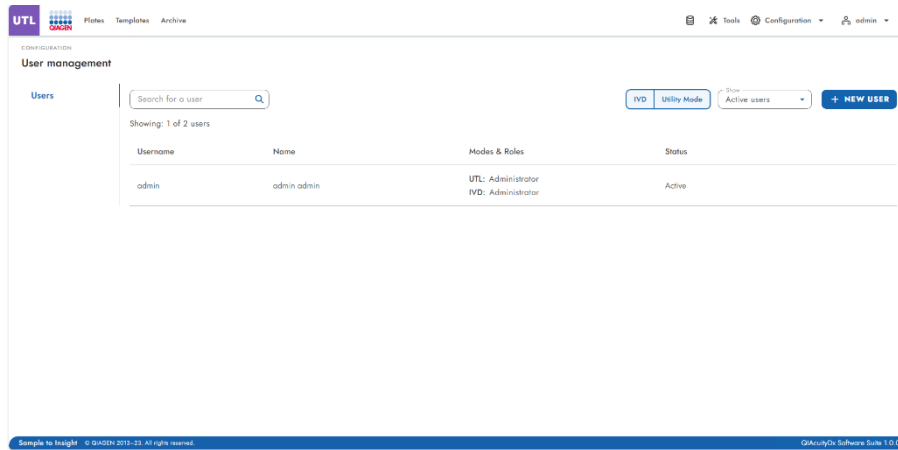 UTL QIAGEN Plates Templates Archive Tools Configuration admin
CONFIGURATION
User management
Users
Search for a user
IVD Utility Mode
Show
Active users
+ NEW USER
Showing: 1 of 2 users
Username Name Modes & Roles Status
admin admin admin UTL: Administrator Active
IVD: Administrator
Sample to Insight © QIAGEN 2013–23. All rights reserved. QIAcuityDx Software Suite 1.0.0